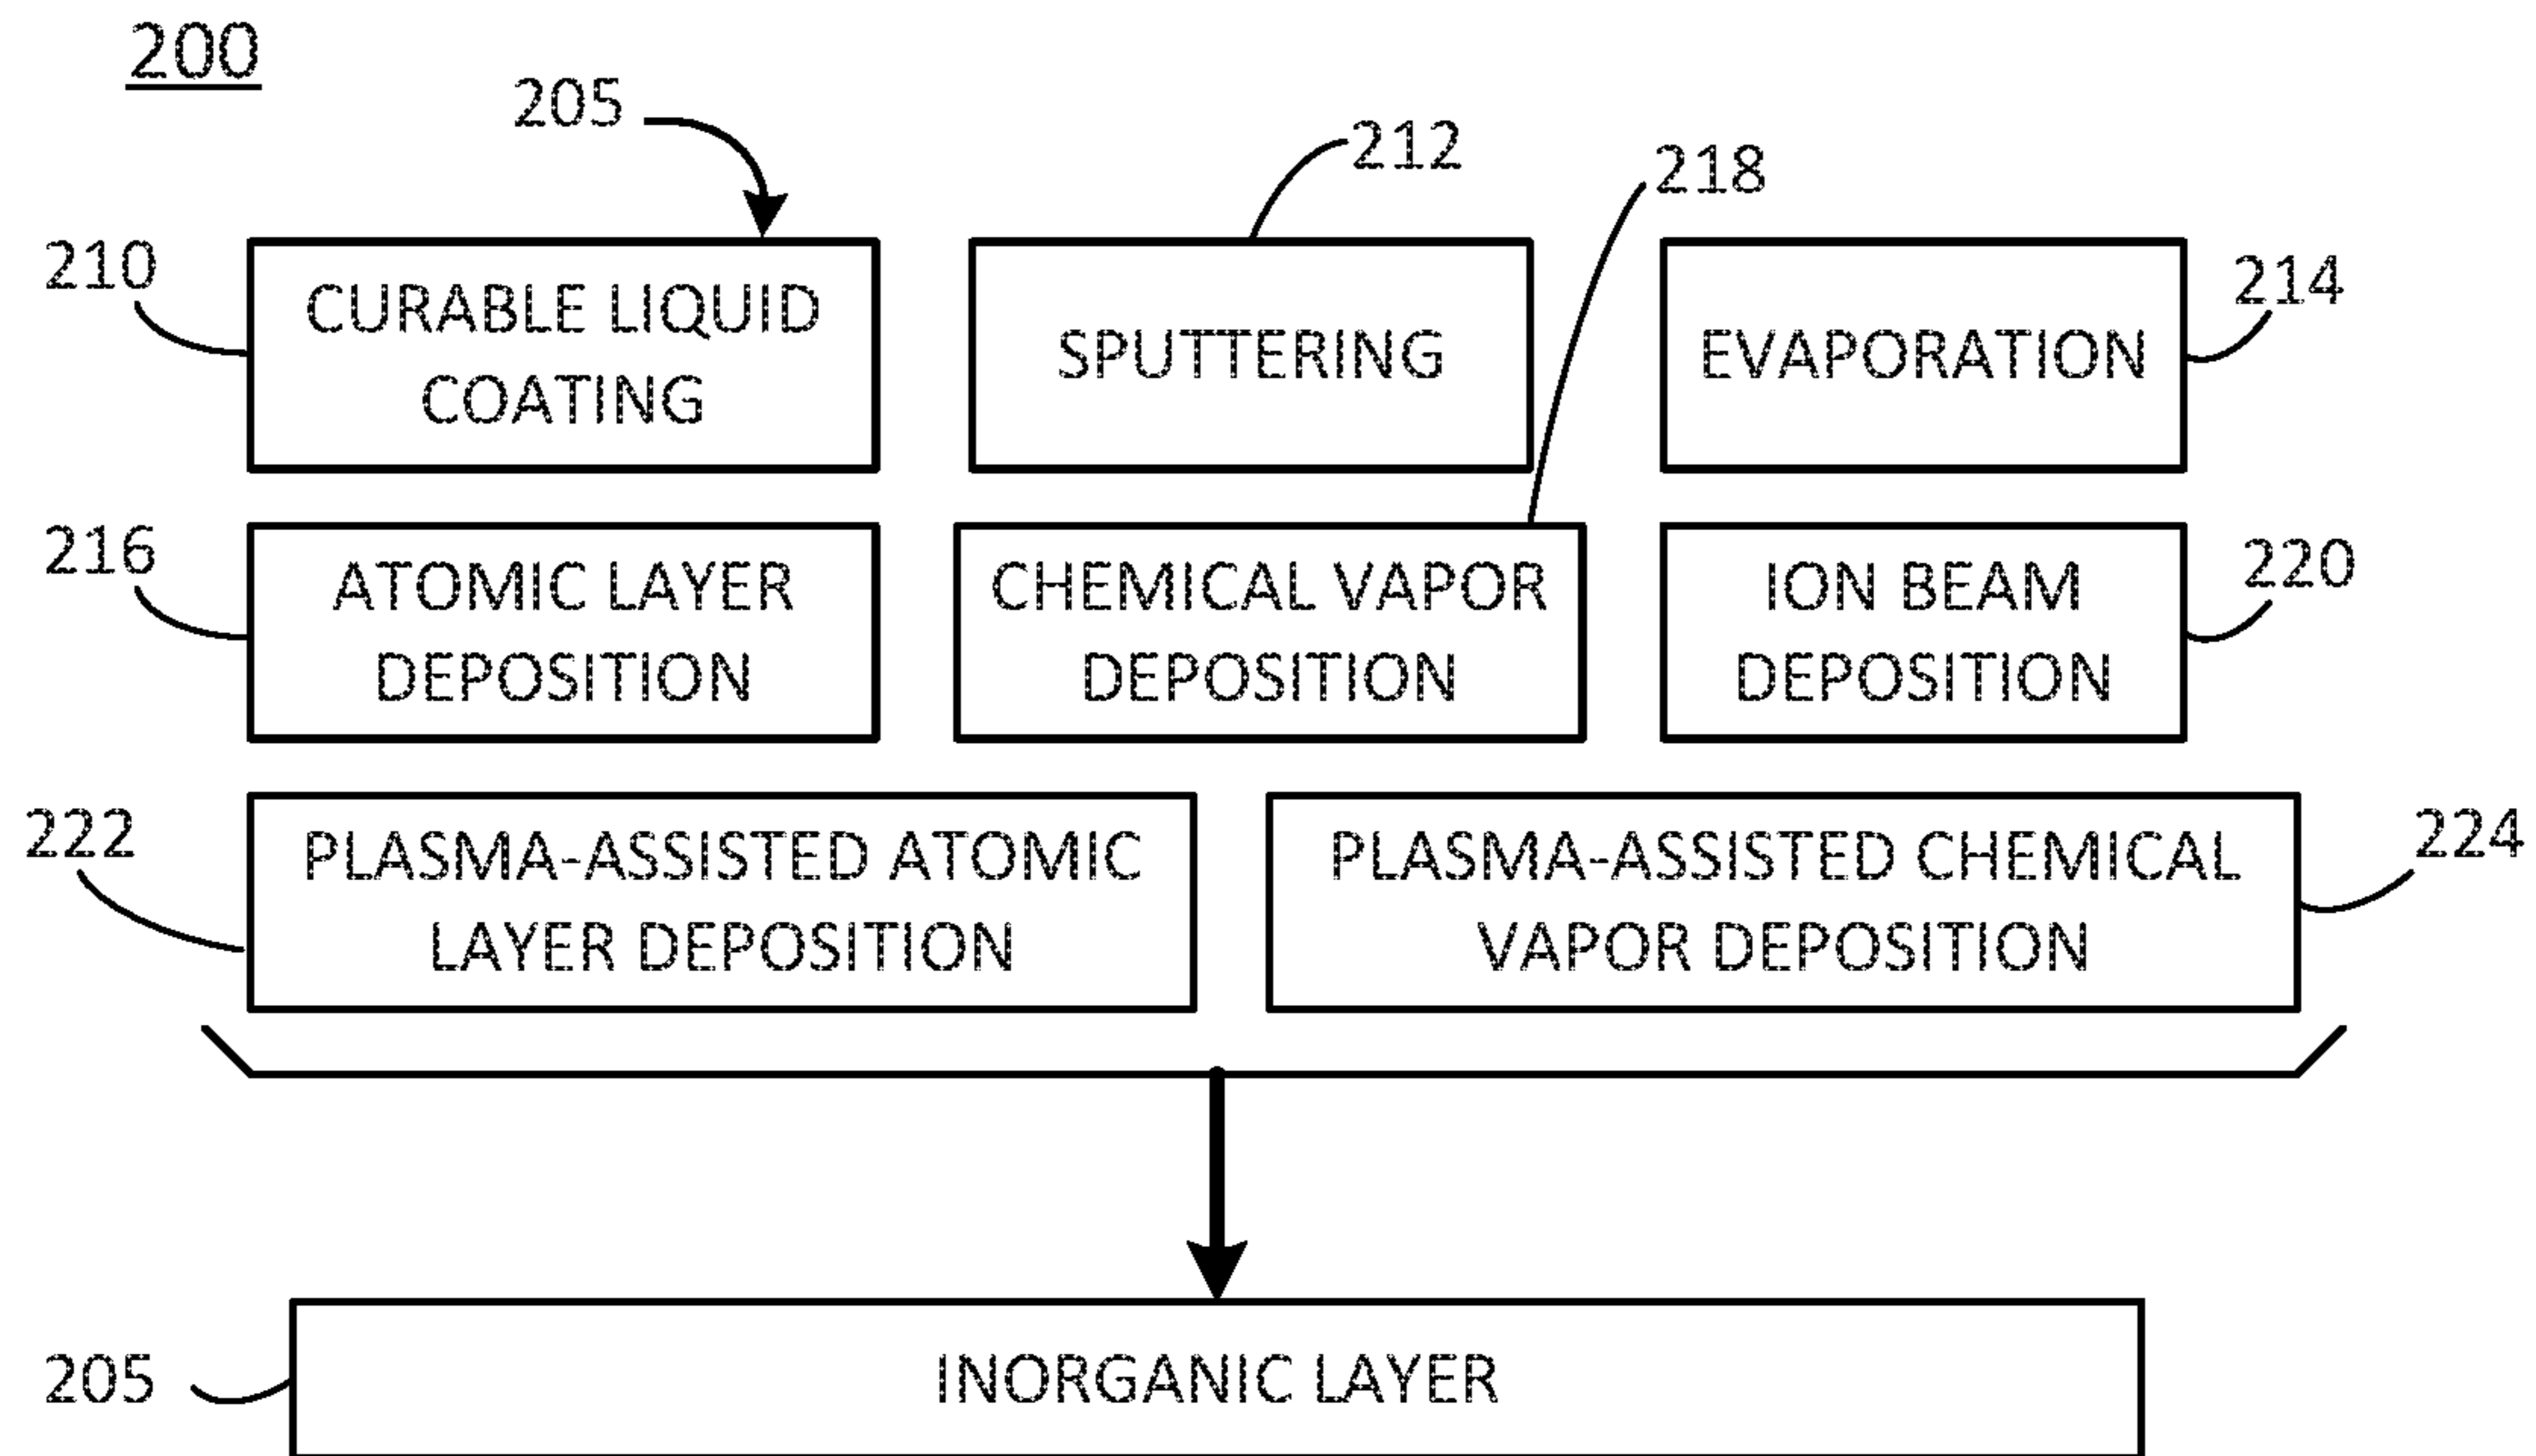 200
205
212
218
210
CURABLE LIQUID
COATING
SPUTTERING
EVAPORATION
214
216
ATOMIC LAYER
DEPOSITION
CHEMICAL VAPOR
DEPOSITION
ION BEAM
DEPOSITION
220
222
PLASMA-ASSISTED ATOMIC
LAYER DEPOSITION
PLASMA-ASSISTED CHEMICAL
VAPOR DEPOSITION
224
205
INORGANIC LAYER